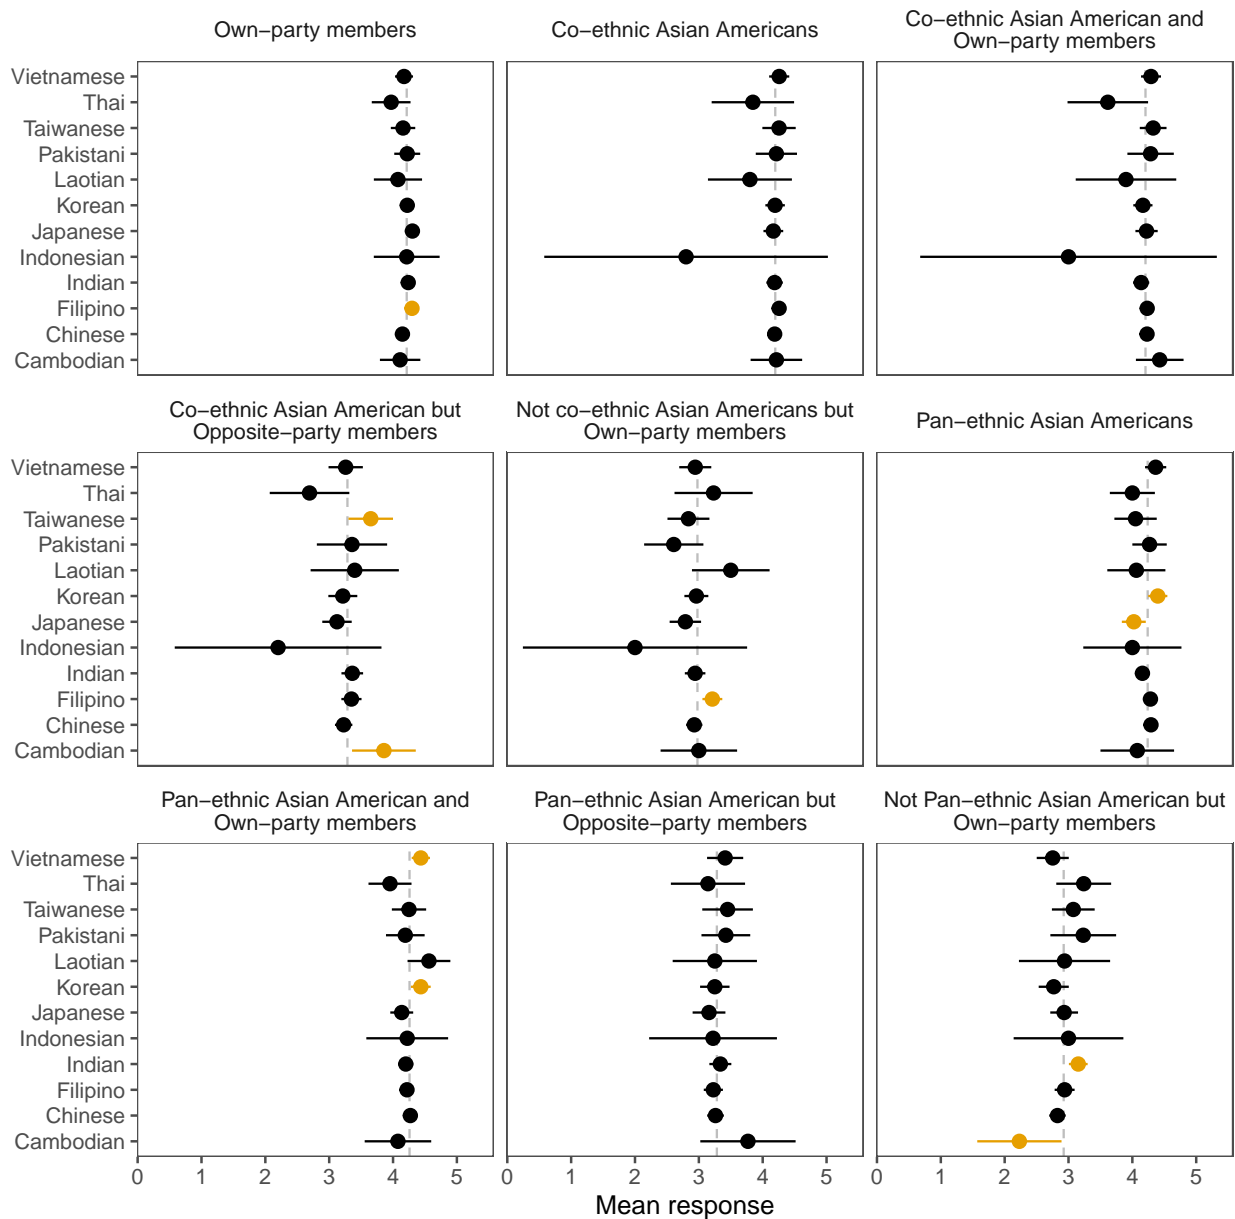 Own−party members
Co−ethnic Asian Americans
Co−ethnic Asian American and
Own−party members
Vietnamese
Thai
Taiwanese
Pakistani
Laotian
Korean
Japanese
Indonesian
Indian
Filipino
Chinese
Cambodian
Co−ethnic Asian American but
Opposite−party members
Not co−ethnic Asian Americans but
Own−party members
Pan−ethnic Asian Americans
Vietnamese
Thai
Taiwanese
Pakistani
Laotian
Korean
Japanese
Indonesian
Indian
Filipino
Chinese
Cambodian
Pan−ethnic Asian American and
Own−party members
Pan−ethnic Asian American but
Opposite−party members
Not Pan−ethnic Asian American but
Own−party members
Vietnamese
Thai
Taiwanese
Pakistani
Laotian
Korean
Japanese
Indonesian
Indian
Filipino
Chinese
Cambodian
0 1 2 3 4 5 0 1 2 3 4 5 0 1 2 3 4 5
Mean response